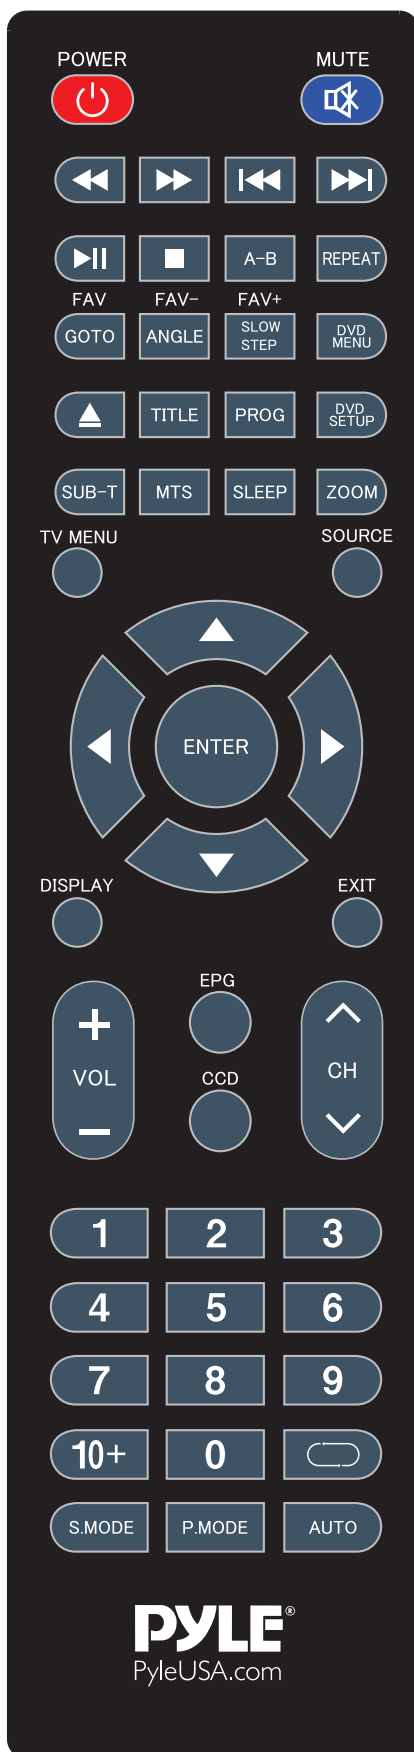 POWER MUTE
A-B REPEAT
FAV FAV- FAV+
GOTO ANGLE SLOW STEP DVD MENU
TITLE PROG DVD SETUP
SUB-T MTS SLEEP ZOOM
TV MENU SOURCE
ENTER
DISPLAY EXIT
EPG
+ VOL - CH
CCD
1 2 3
4 5 6
7 8 9
10+ 0
S.MODE P.MODE AUTO
PYLE®
PyleUSA.com